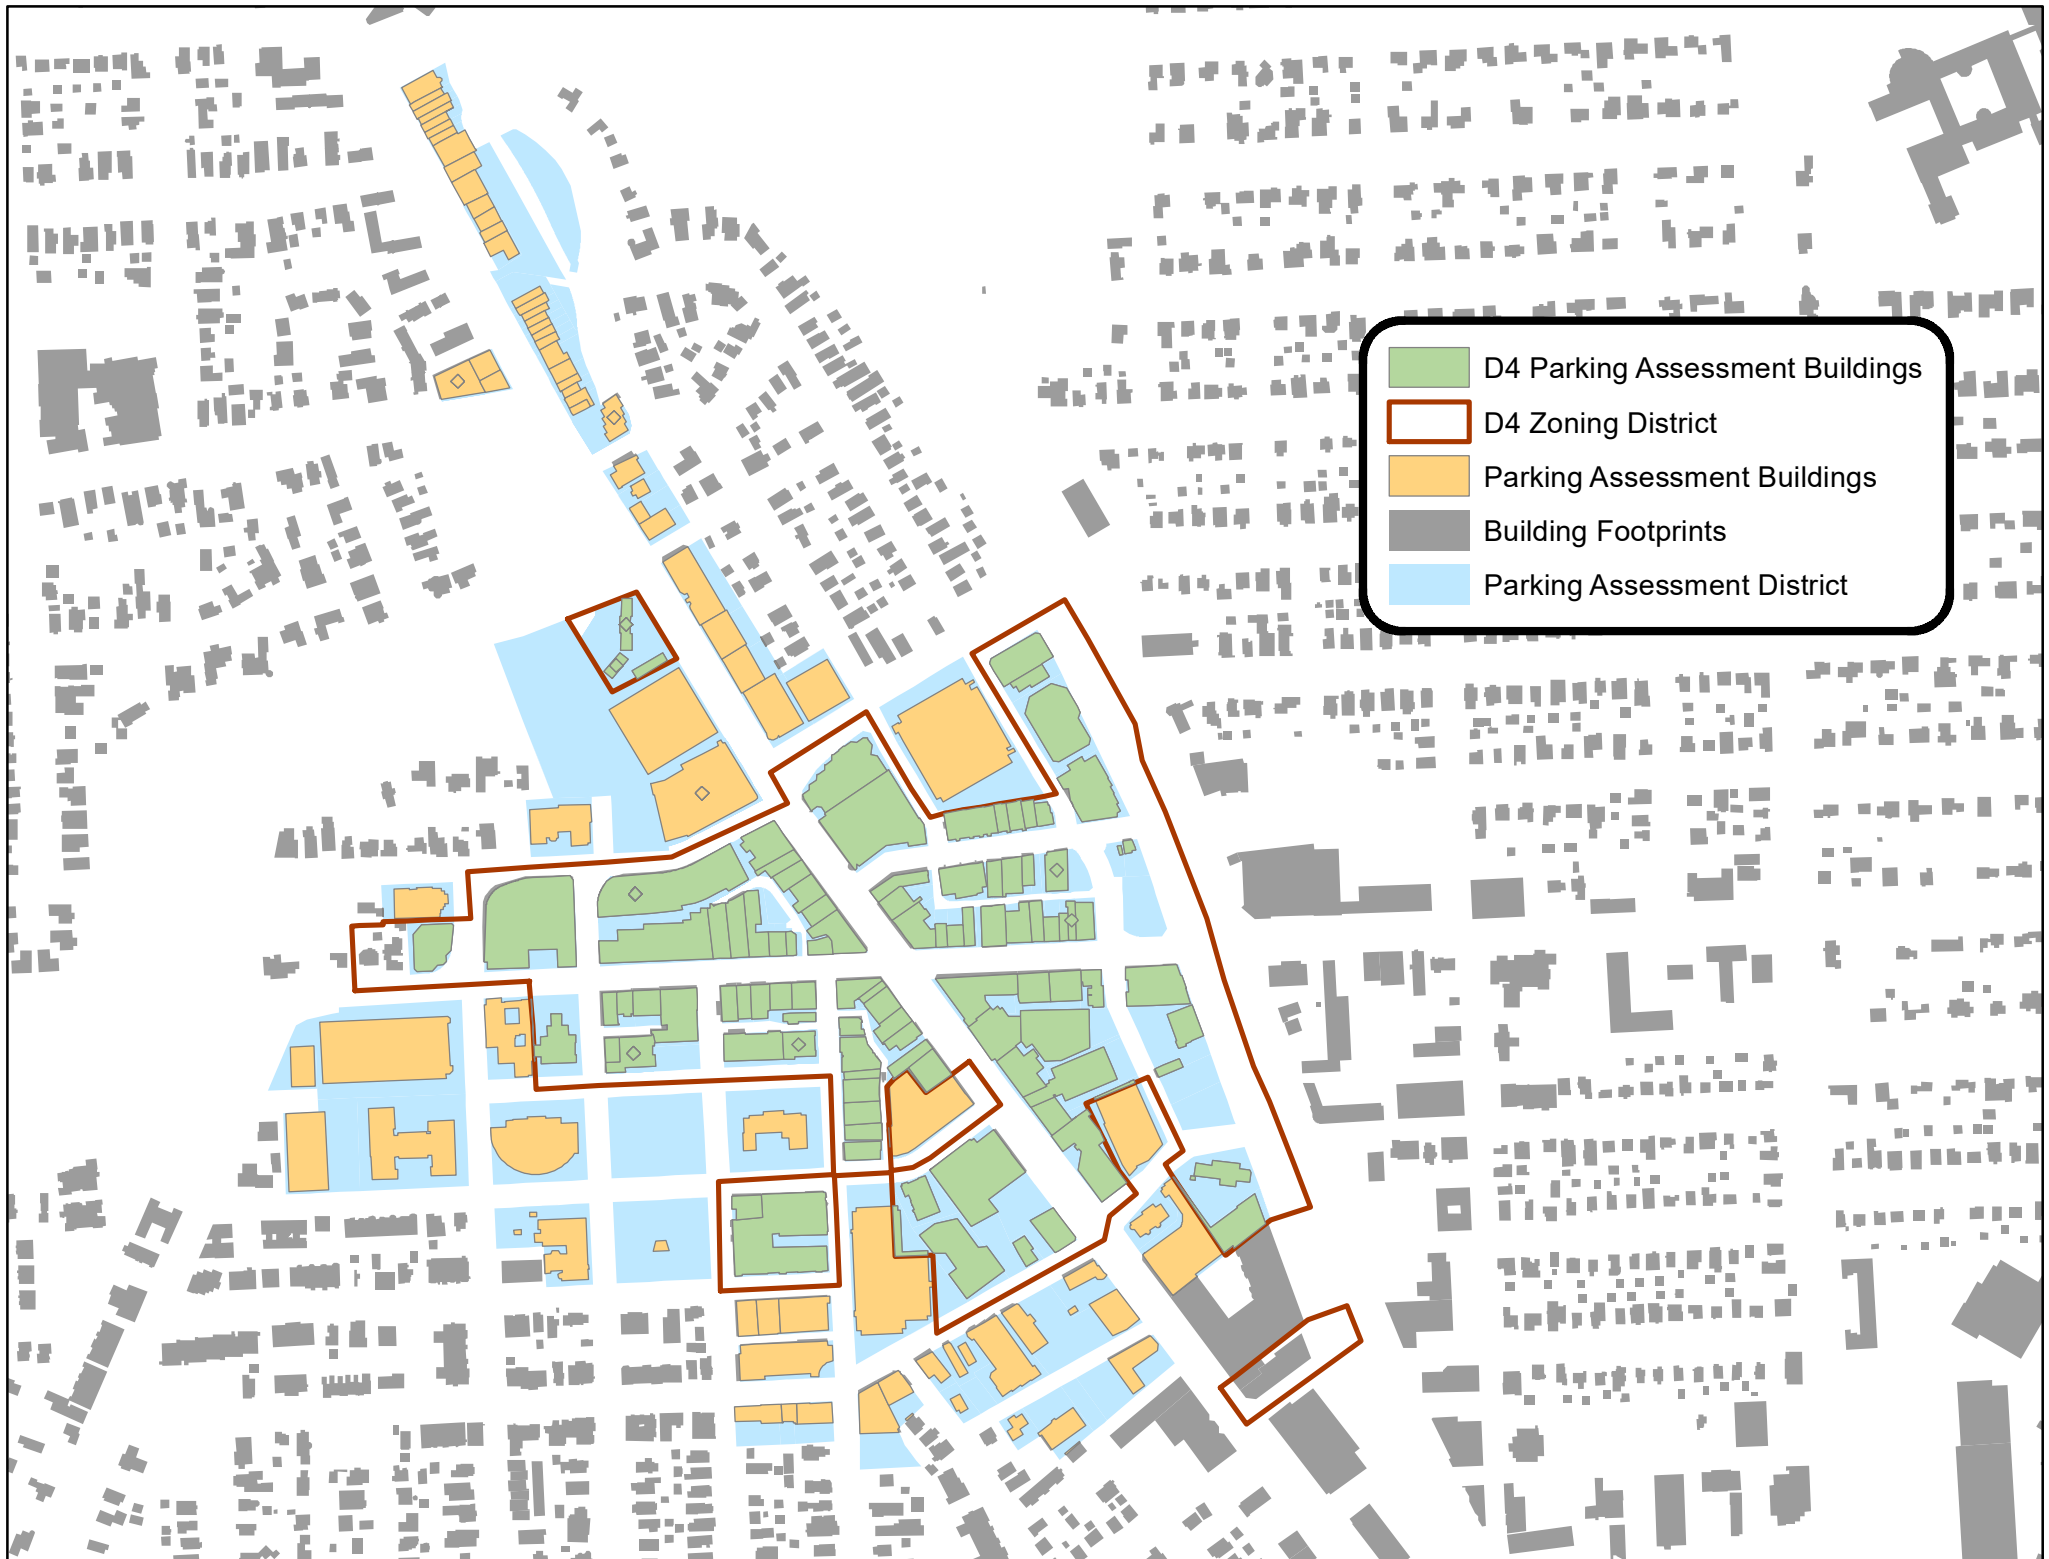 D4 Parking Assessment Buildings
D4 Zoning District
Parking Assessment Buildings
Building Footprints
Parking Assessment District